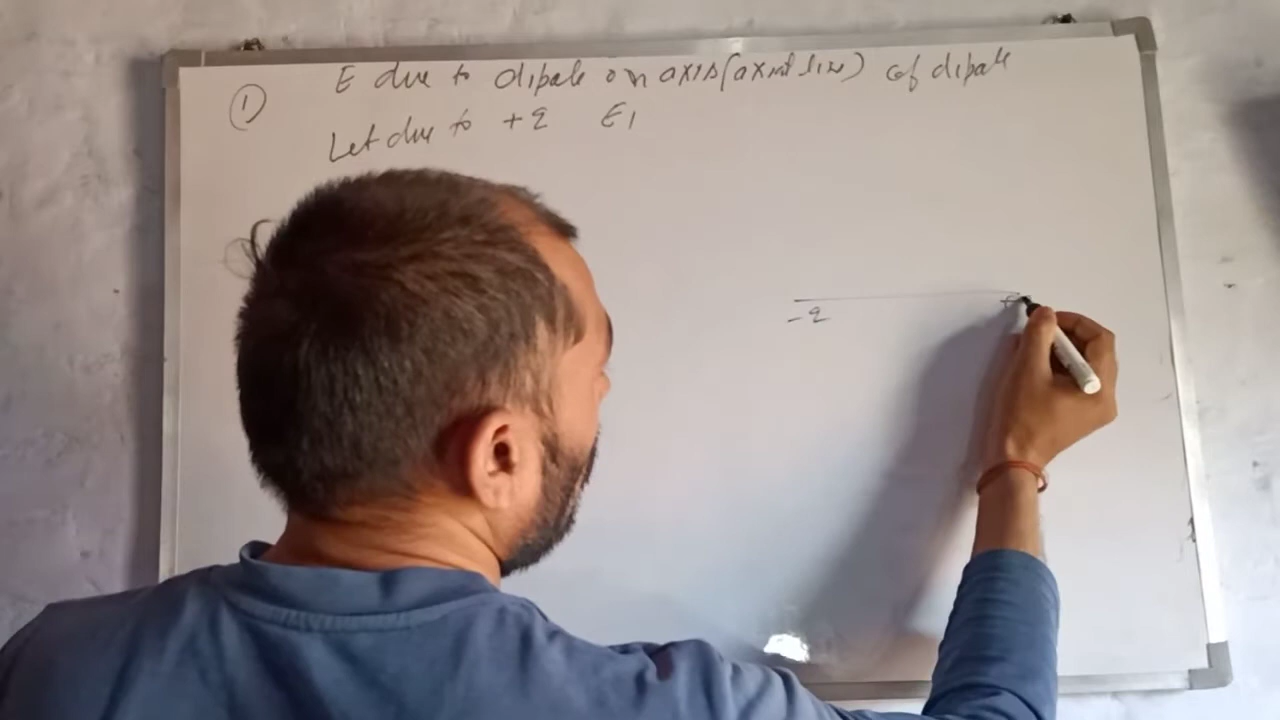 ① E due to dipole on axis (axial line) of dipole
Let due to +q E1
-q +